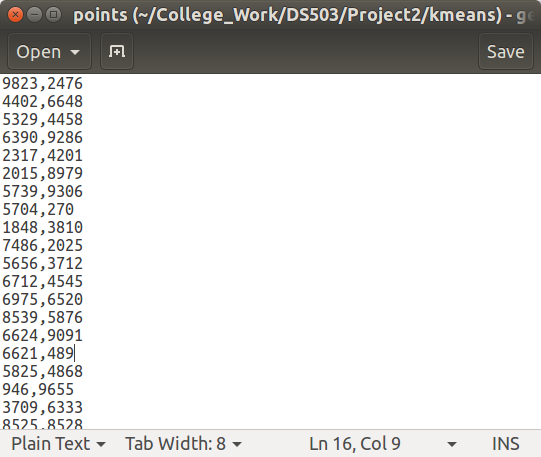 points (~/College_Work/DS503/Project2/kmeans) - ge
Open
Save
9823,2476
4402,6648
5329,4458
6390,9286
2317,4201
2015,8979
5739,9306
5704,270
1848,3810
7486,2025
5656,3712
6712,4545
6975,6520
8539,5876
6624,9091
6621,489
5825,4868
946,9655
3709,6333
8525,8528
Plain Text
Tab Width: 8
Ln 16, Col 9
INS